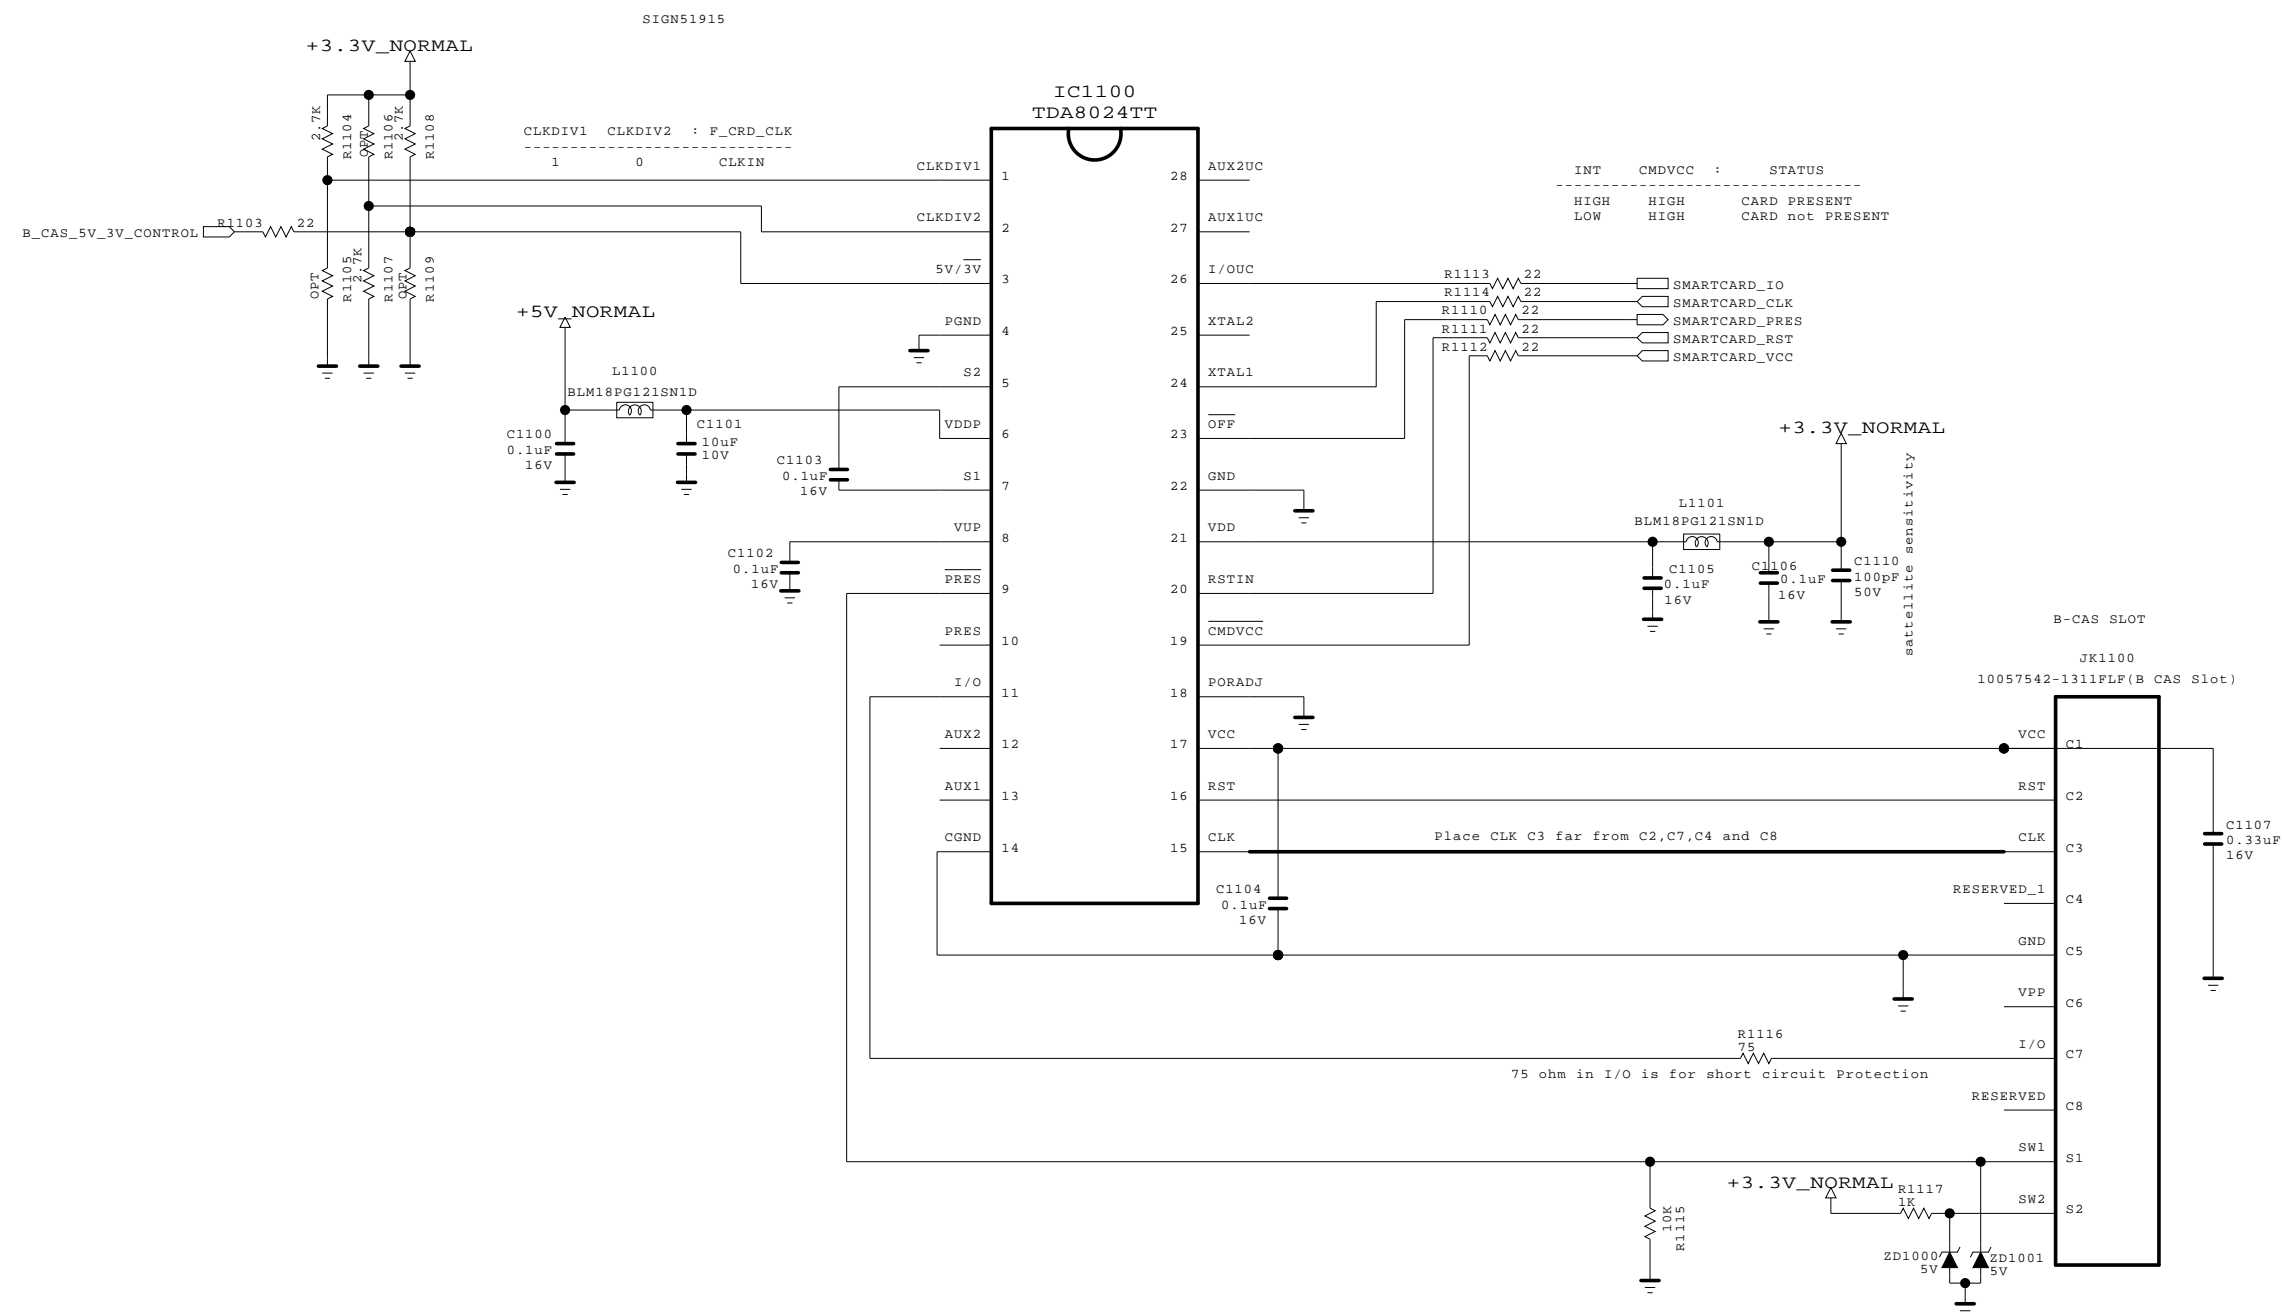 SIGN51915
+3.3V_NORMAL
2.7K
R1104
OPT
R1106
2.7K
R1108
OPT
R1105
2.7K
R1107
OPT
R1109
B_CAS_5V_3V_CONTROL
R1103 22
CLKDIV1 CLKDIV2 : F_CRD_CLK
------------------------------
1 0 CLKIN
+5V_NORMAL
L1100
BLM18PG121SN1D
C1100
0.1uF
16V
C1101
10uF
10V
C1103
0.1uF
16V
C1102
0.1uF
16V
IC1100
TDA8024TT
CLKDIV1 1
CLKDIV2 2
5V/3V 3
PGND 4
S2 5
VDDP 6
S1 7
VUP 8
PRES 9
PRES 10
I/O 11
AUX2 12
AUX1 13
CGND 14
28 AUX2UC
27 AUX1UC
26 I/OUC
25 XTAL2
24 XTAL1
23 OFF
22 GND
21 VDD
20 RSTIN
19 CMDVCC
18 PORADJ
17 VCC
16 RST
15 CLK
INT CMDVCC : STATUS
----------------------------------
HIGH HIGH CARD PRESENT
LOW HIGH CARD not PRESENT
R1113 22 SMARTCARD_IO
R1114 22 SMARTCARD_CLK
R1110 22 SMARTCARD_PRES
R1111 22 SMARTCARD_RST
R1112 22 SMARTCARD_VCC
+3.3V_NORMAL
L1101
BLM18PG121SN1D
C1105
0.1uF
16V
C1106
0.1uF
16V
C1110
100pF
50V
sattellite sensitivity
B-CAS SLOT
JK1100
10057542-1311FLF(B CAS Slot)
VCC C1
RST C2
CLK C3
RESERVED_1 C4
GND C5
VPP C6
I/O C7
RESERVED C8
SW1 S1
SW2 S2
C1107
0.33uF
16V
Place CLK C3 far from C2,C7,C4 and C8
C1104
0.1uF
16V
R1116
75
75 ohm in I/O is for short circuit Protection
+3.3V_NORMAL
R1117
1K
10K
R1115
ZD1000
5V
ZD1001
5V